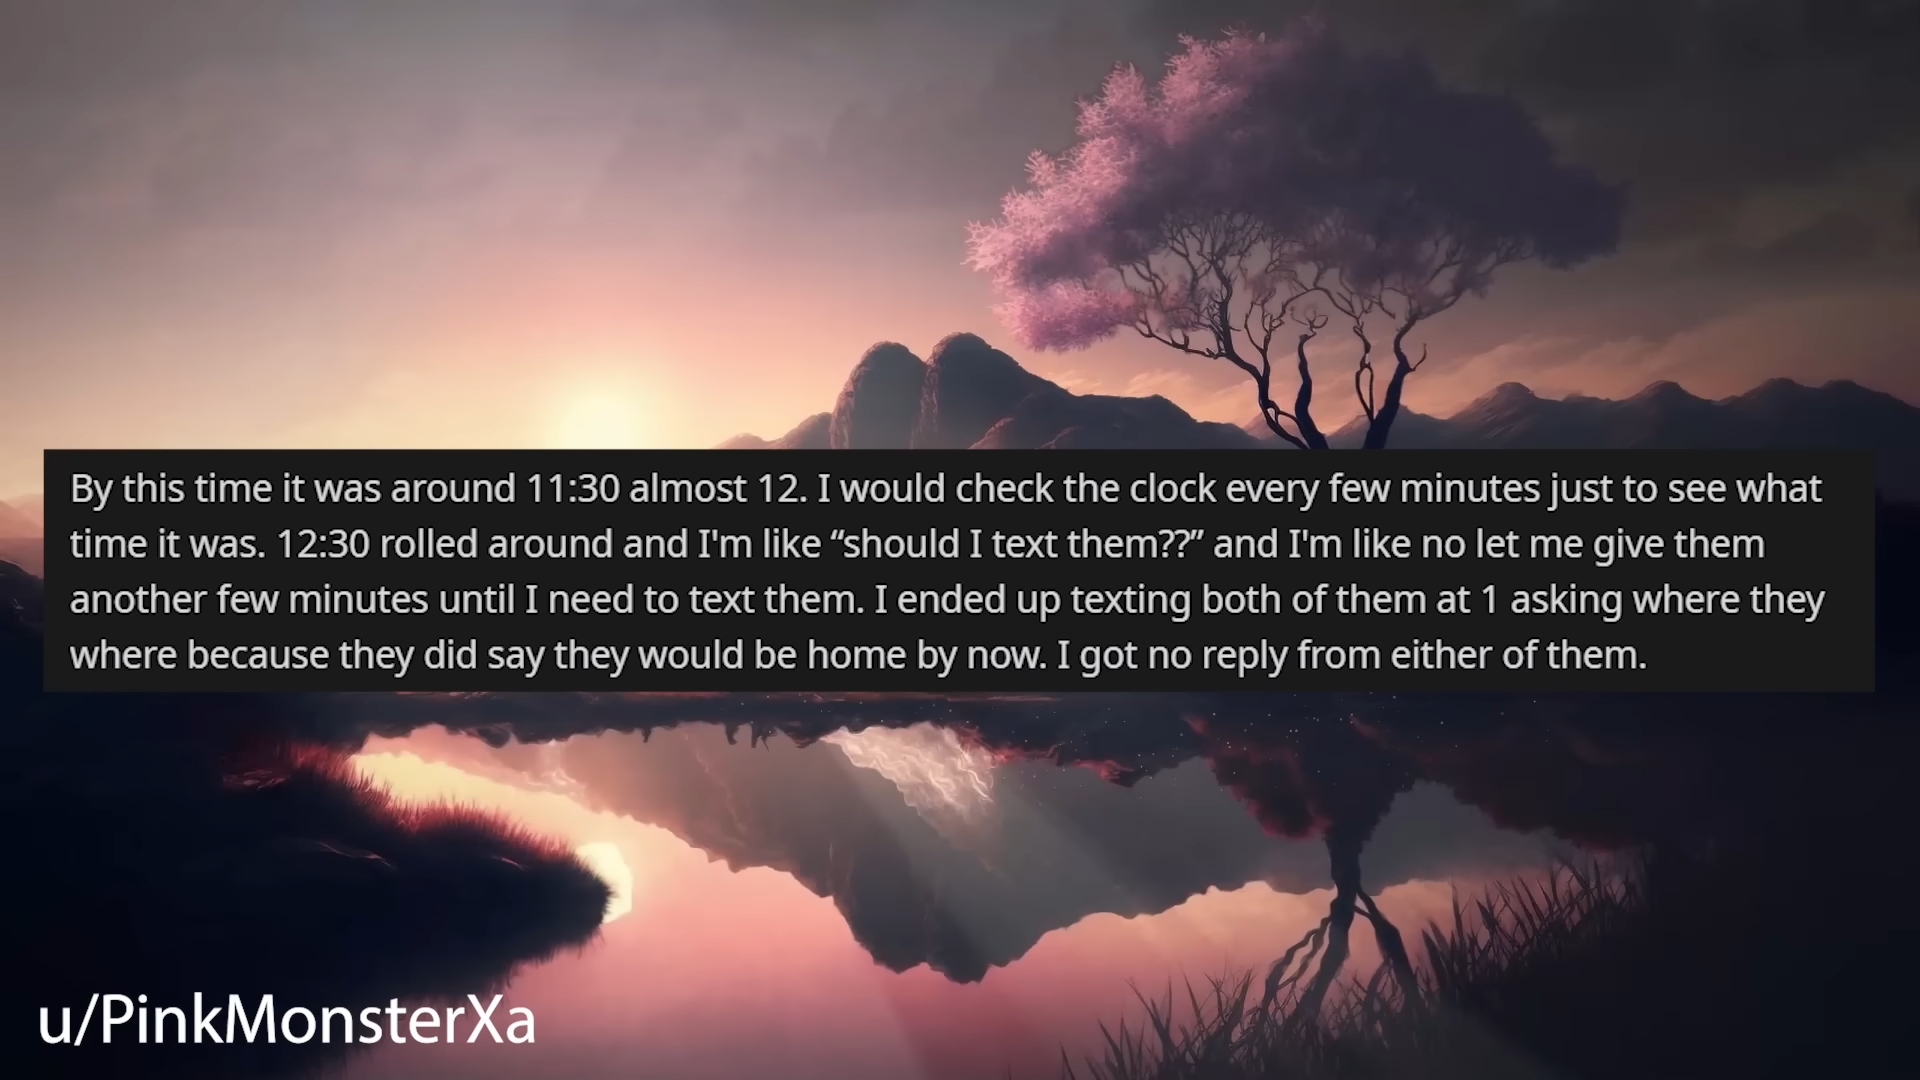 By this time it was around 11:30 almost 12. I would check the clock every few minutes just to see what
time it was. 12:30 rolled around and I'm like “should I text them??” and I'm like no let me give them
another few minutes until I need to text them. I ended up texting both of them at 1 asking where they
where because they did say they would be home by now. I got no reply from either of them.
u/PinkMonsterXa